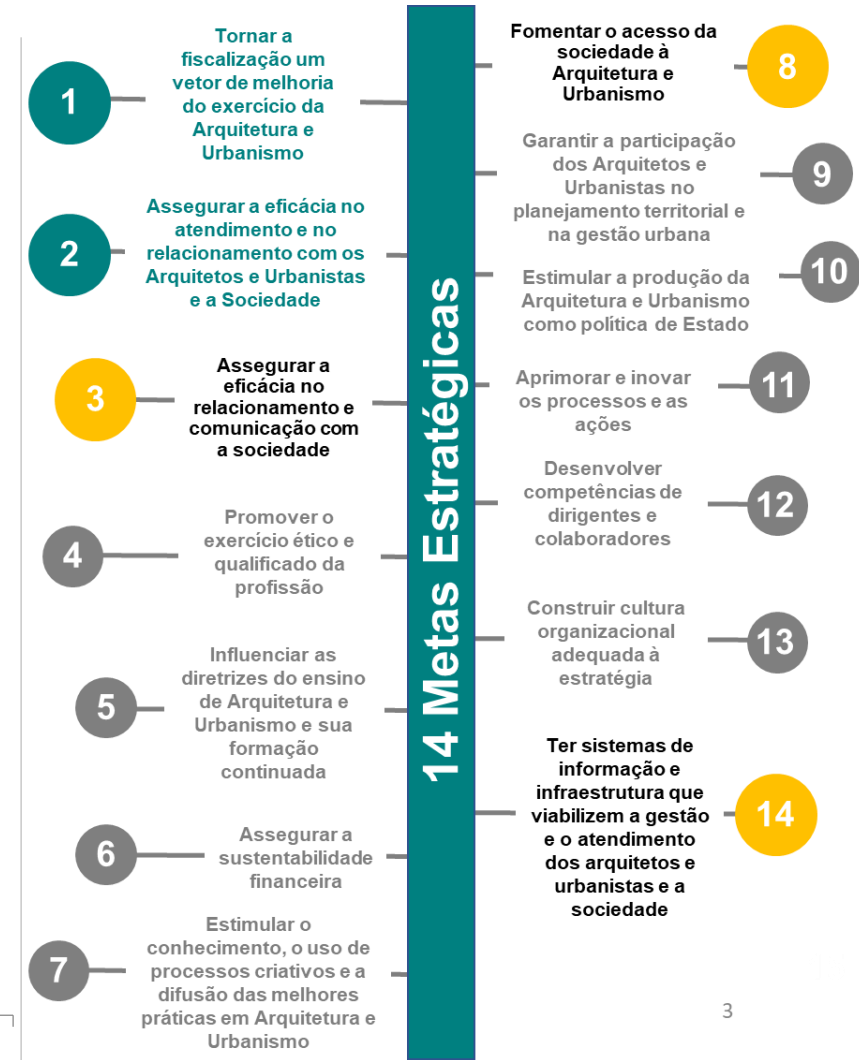 14 Metas Estratégicas
1
Tornar a
fiscalização um
vetor de melhoria
do exercício da
Arquitetura e
Urbanismo
2
Assegurar a eficácia no
atendimento e no
relacionamento com os
Arquitetos e Urbanistas
e a Sociedade
3
Assegurar a
eficácia no
relacionamento e
comunicação com
a sociedade
4
Promover o
exercício ético e
qualificado da
profissão
5
Influenciar as
diretrizes do ensino
de Arquitetura e
Urbanismo e sua
formação
continuada
6
Assegurar a
sustentabilidade
financeira
7
Estimular o
conhecimento, o uso de
processos criativos e a
difusão das melhores
práticas em Arquitetura e
Urbanismo
Fomentar o acesso da
sociedade à
Arquitetura e
Urbanismo
8
Garantir a participação
dos Arquitetos e
Urbanistas no
planejamento territorial e
na gestão urbana
9
Estimular a produção da
Arquitetura e Urbanismo
como política de Estado
10
Aprimorar e inovar
os processos e as
ações
11
Desenvolver
competências de
dirigentes e
colaboradores
12
Construir cultura
organizacional
adequada à
estratégia
13
Ter sistemas de
informação e
infraestrutura que
viabilizem a gestão
e o atendimento
dos arquitetos e
urbanistas e a
sociedade
14
3